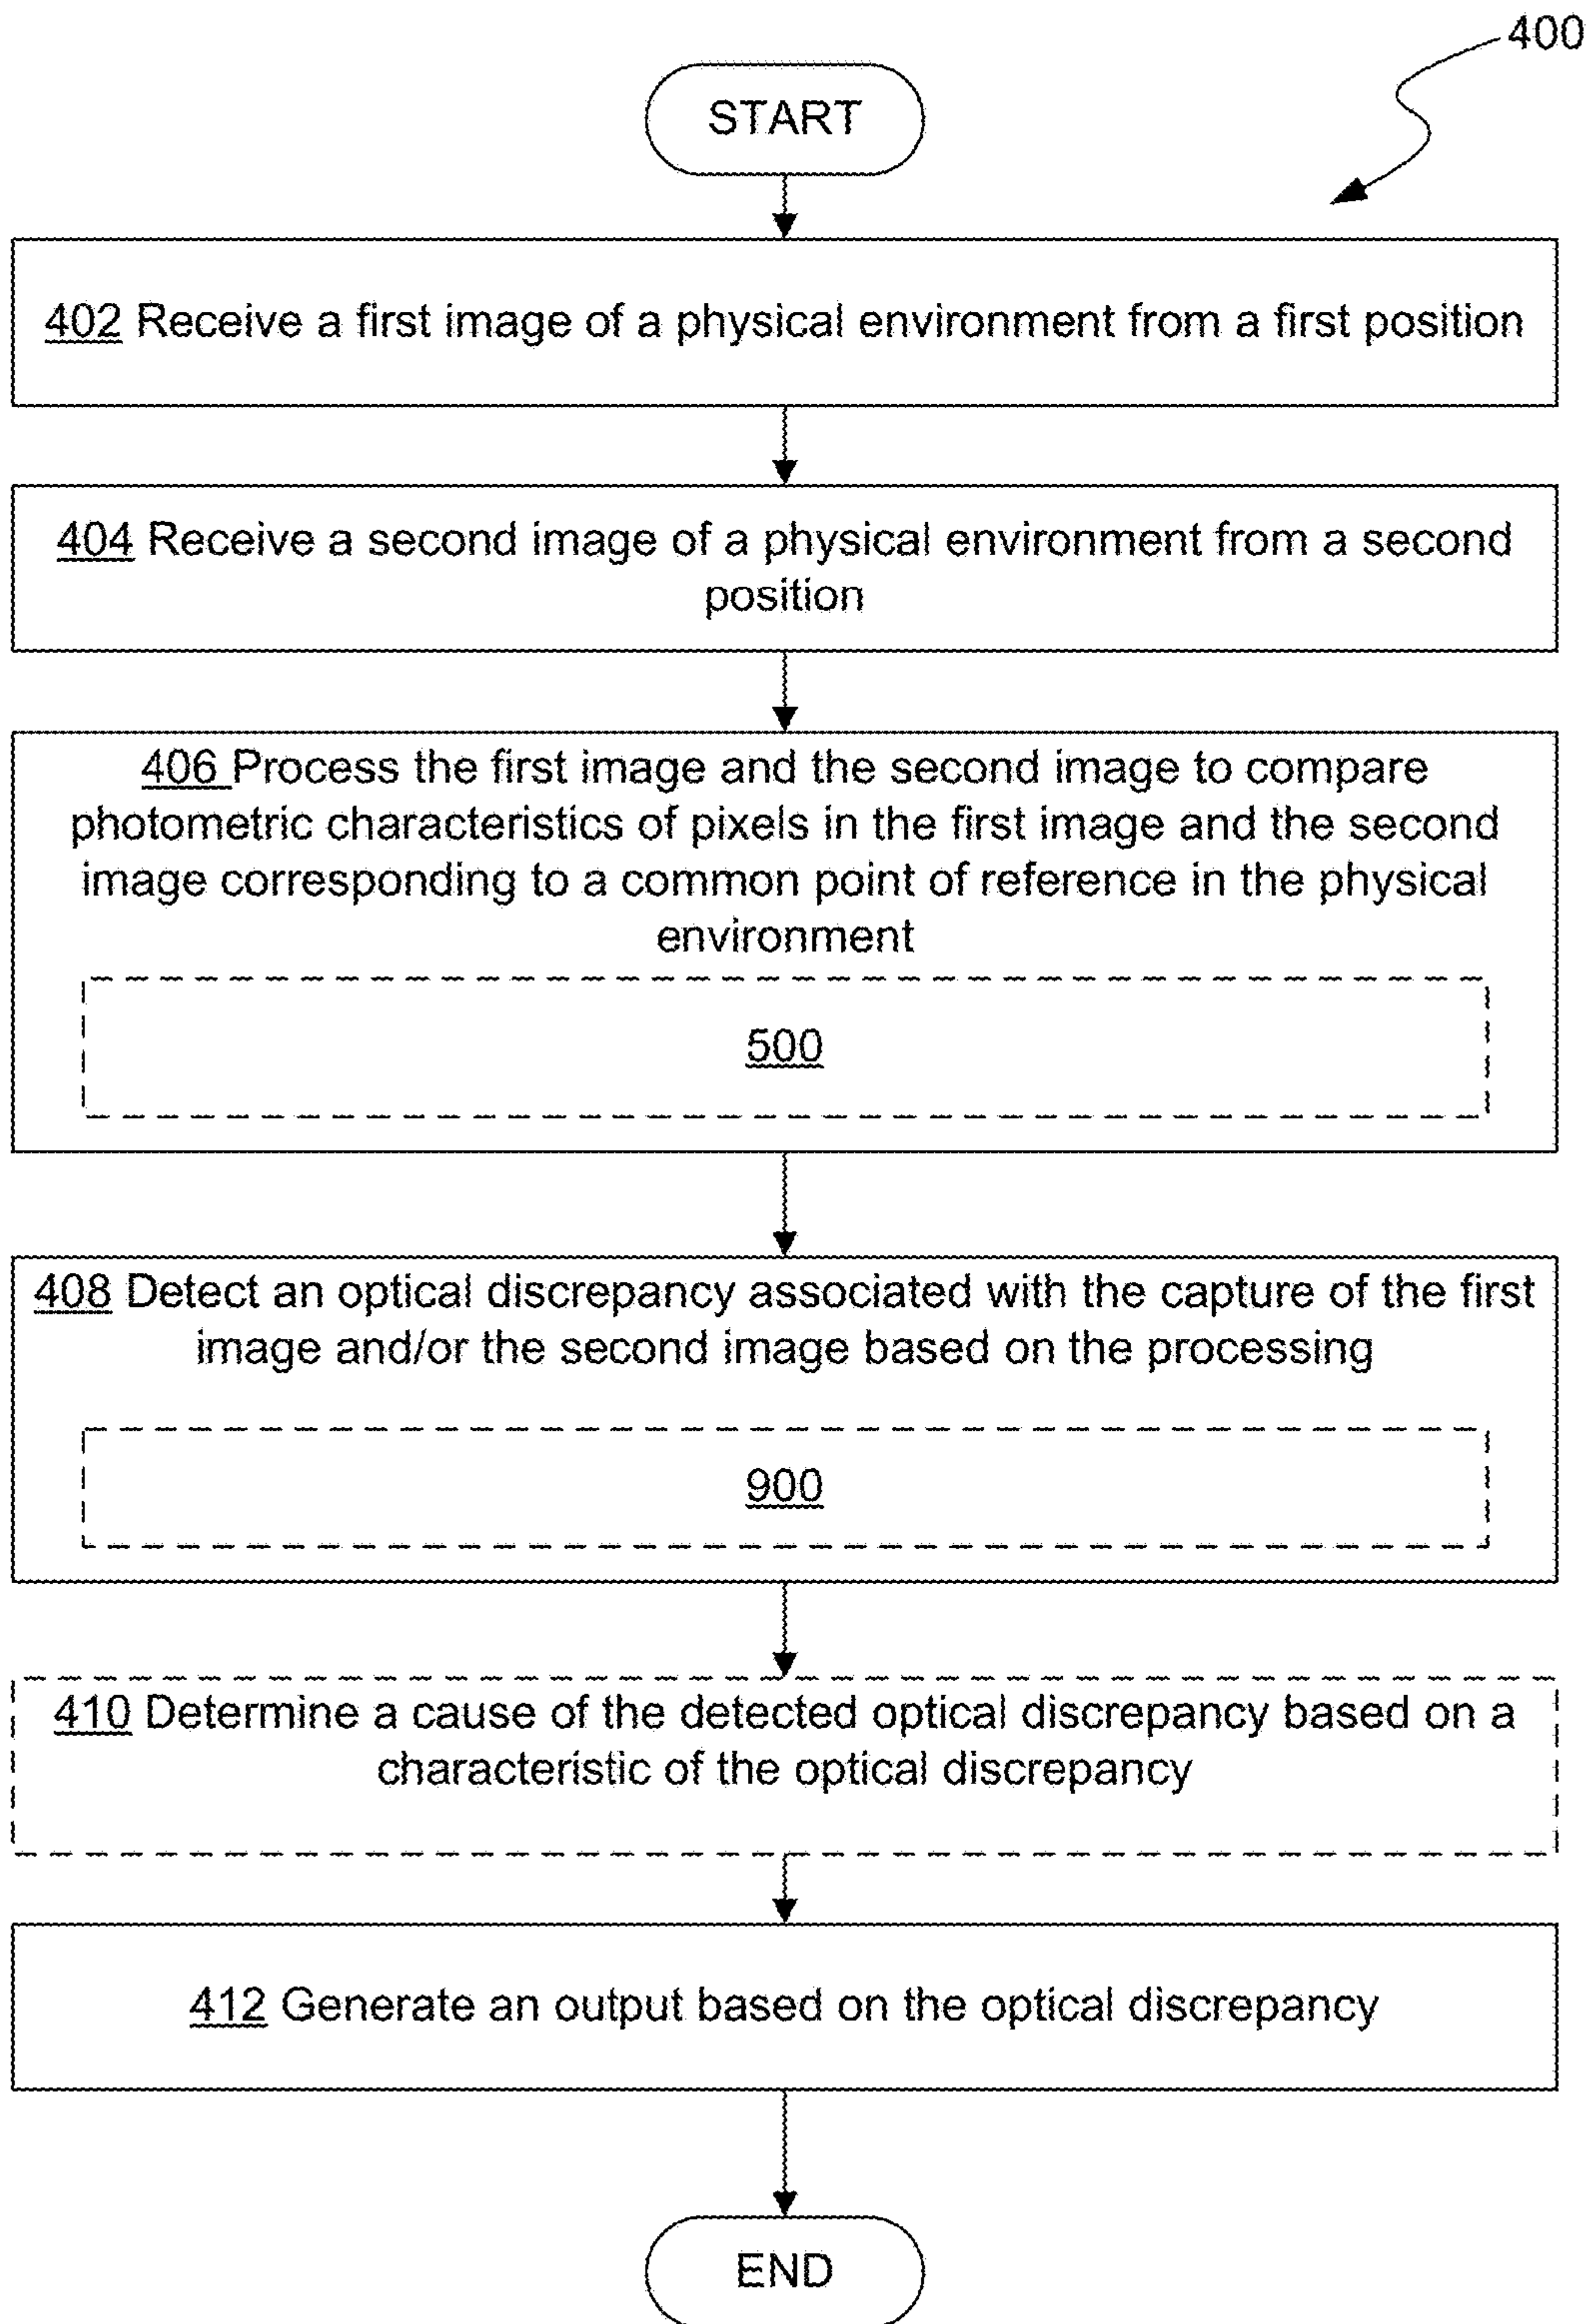 400
START
402 Receive a first image of a physical environment from a first position
404 Receive a second image of a physical environment from a second
position
406 Process the first image and the second image to compare
photometric characteristics of pixels in the first image and the second
image corresponding to a common point of reference in the physical
environment
500
408 Detect an optical discrepancy associated with the capture of the first
image and/or the second image based on the processing
900
410 Determine a cause of the detected optical discrepancy based on a
characteristic of the optical discrepancy
412 Generate an output based on the optical discrepancy
END